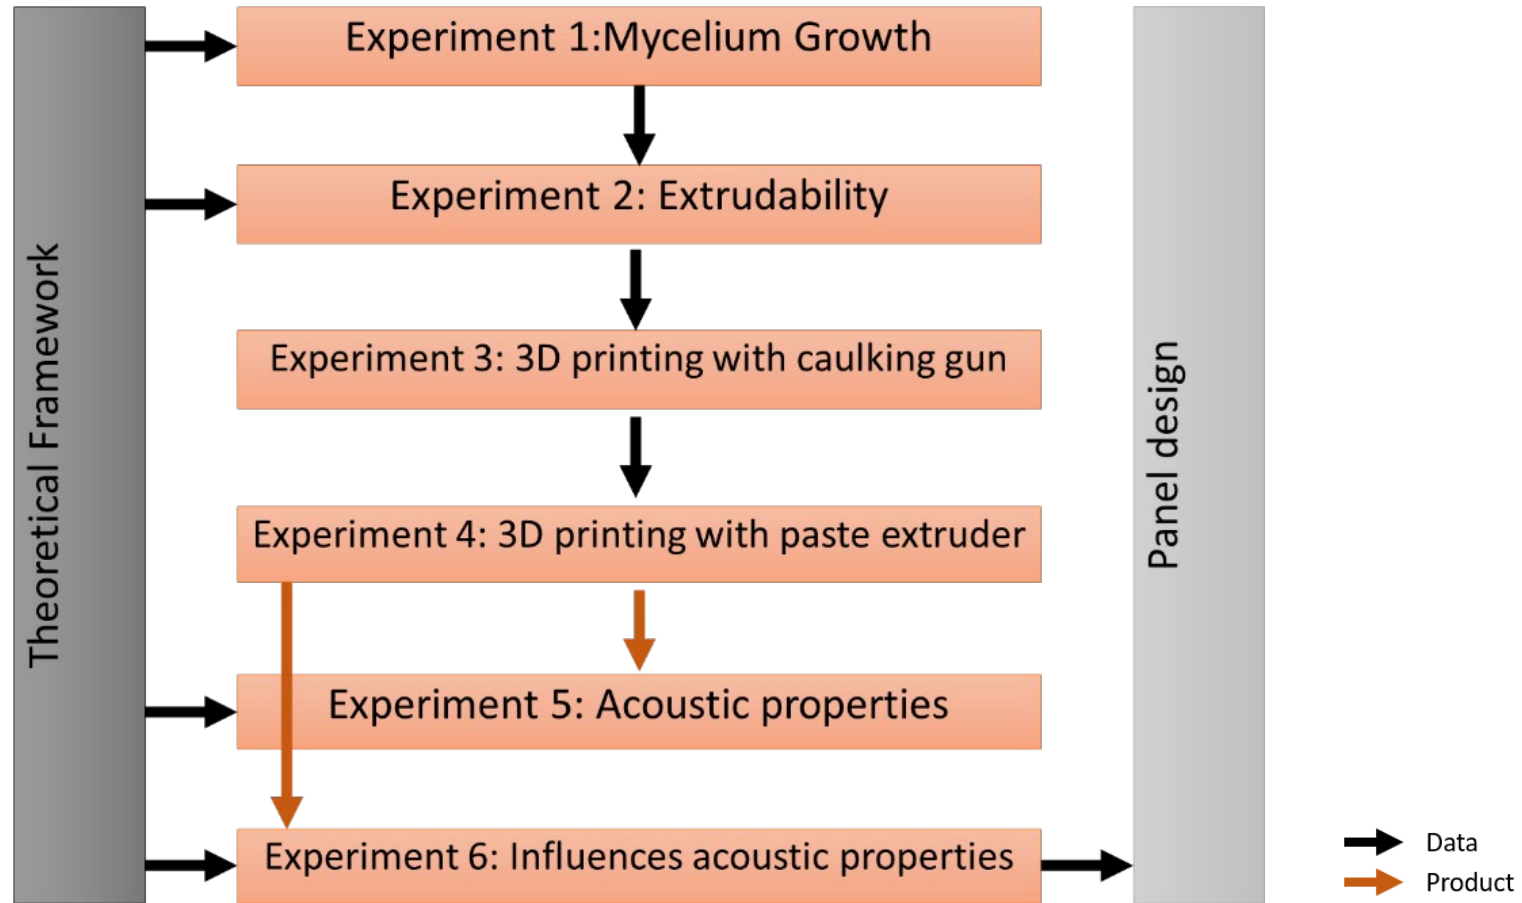 Theoretical Framework
Experiment 1:Mycelium Growth
Experiment 2: Extrudability
Experiment 3: 3D printing with caulking gun
Experiment 4: 3D printing with paste extruder
Experiment 5: Acoustic properties
Experiment 6: Influences acoustic properties
Panel design
Data
Product